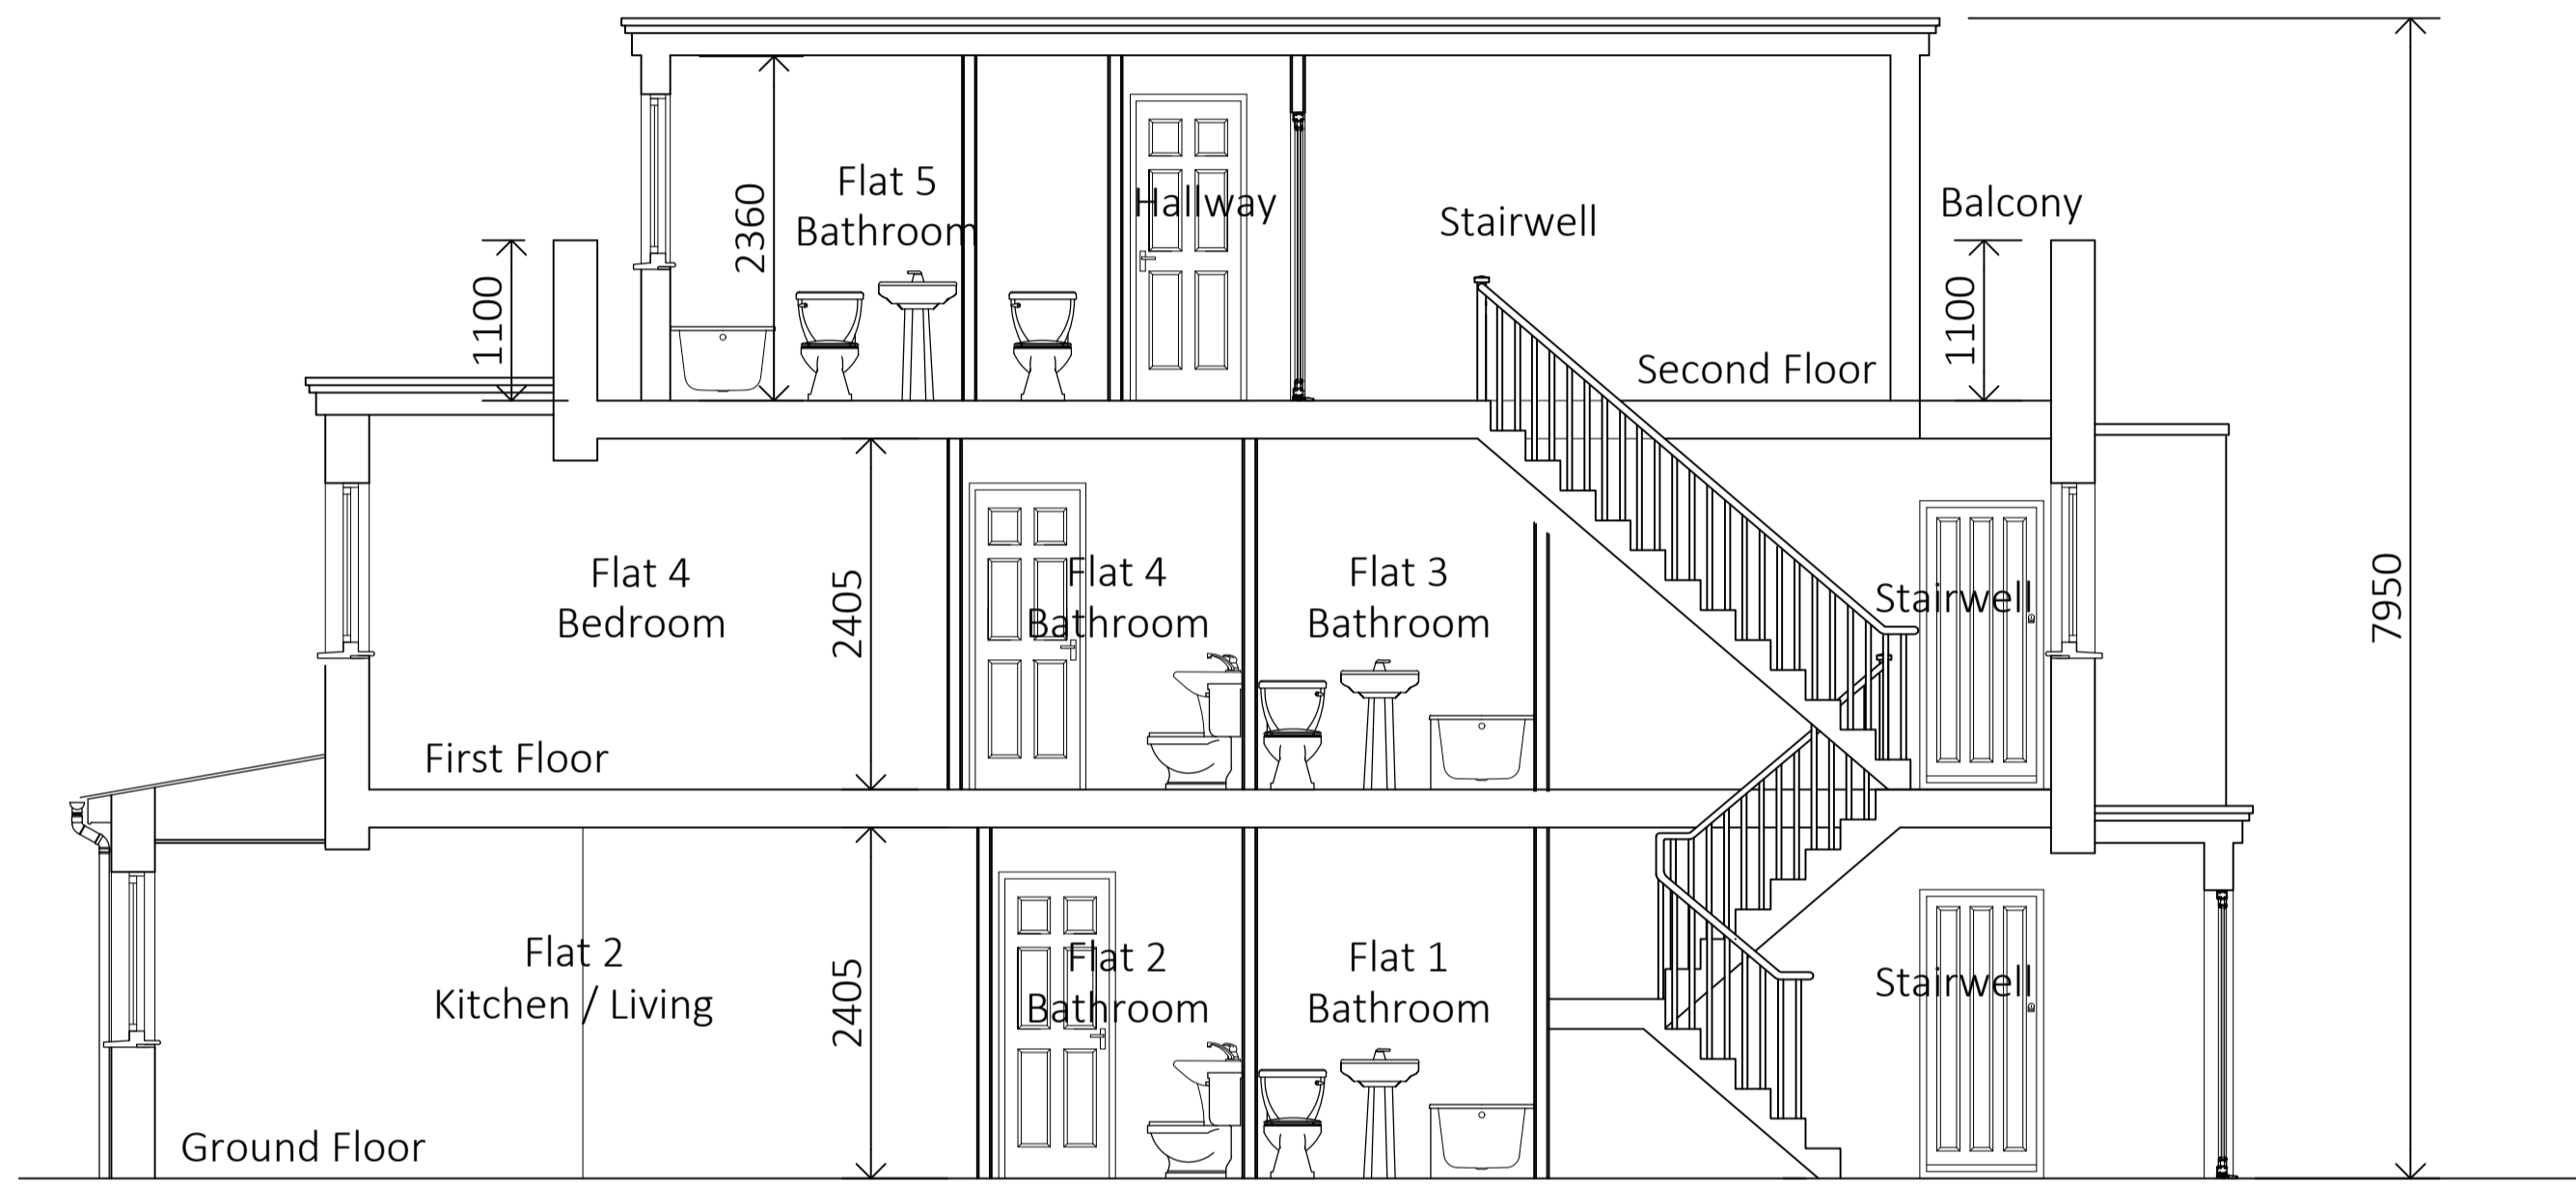 Flat 5
Bathroom
2360
Hallway
Stairwell
Balcony
1100
1100
Second Floor
Flat 4
Bedroom
2405
Flat 4
Bathroom
Flat 3
Bathroom
Stairwell
7950
First Floor
Flat 2
Kitchen / Living
2405
Flat 2
Bathroom
Flat 1
Bathroom
Stairwell
Ground Floor